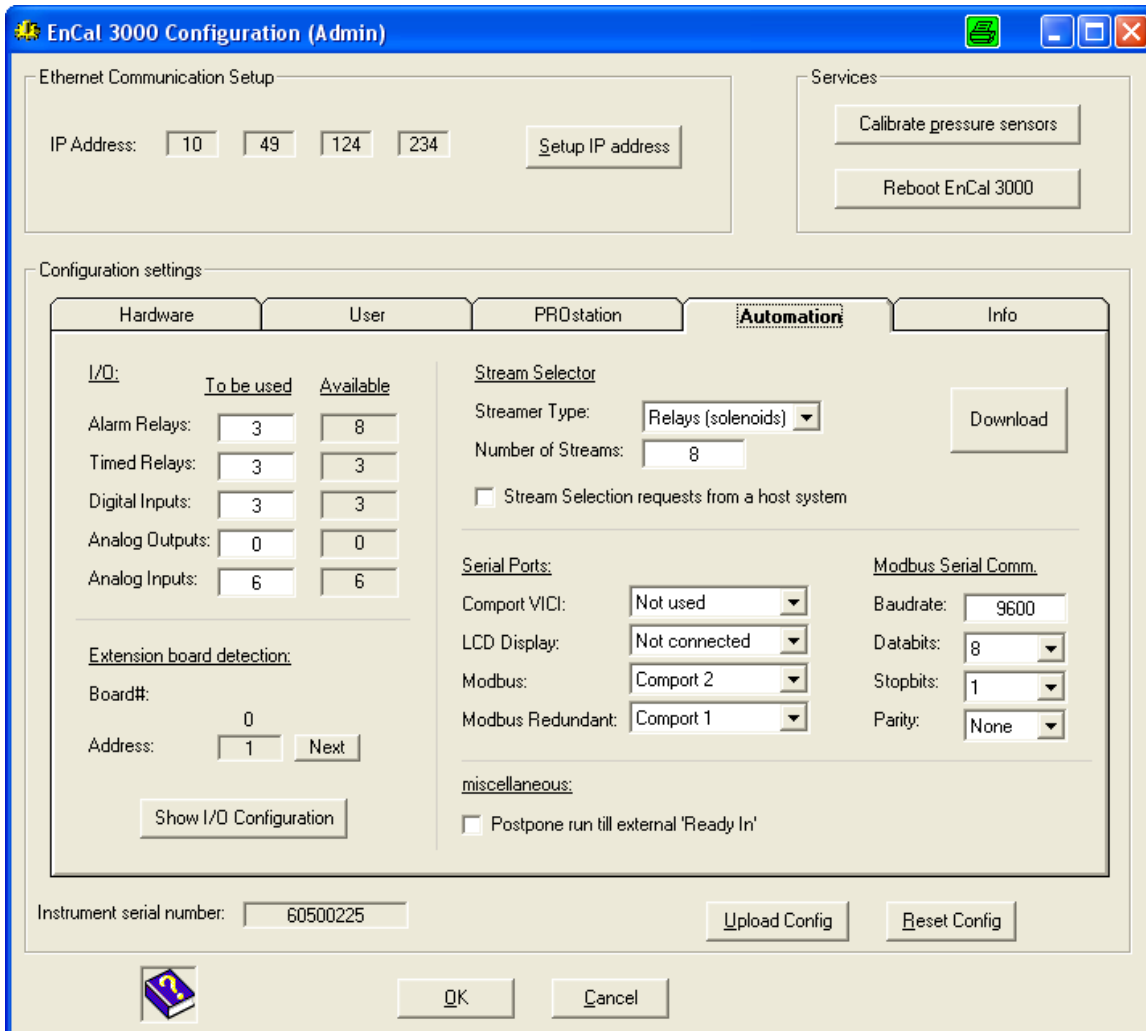 EnCal 3000 Configuration (Admin)
Ethernet Communication Setup
IP Address: 10 49 124 234
Setup IP address
Services
Calibrate pressure sensors
Reboot EnCal 3000
Configuration settings
Hardware User PROstation Automation Info
I/O: To be used Available
Alarm Relays: 3 8
Timed Relays: 3 3
Digital Inputs: 3 3
Analog Outputs: 0 0
Analog Inputs: 6 6
Extension board detection:
Board#:
0
Address: 1 Next
Show I/O Configuration
Stream Selector
Streamer Type: Relays (solenoids)
Number of Streams: 8
Stream Selection requests from a host system
Download
Serial Ports:
Comport VICI: Not used
LCD Display: Not connected
Modbus: Comport 2
Modbus Redundant: Comport 1
Modbus Serial Comm.
Baudrate: 9600
Databits: 8
Stopbits: 1
Parity: None
miscellaneous:
Postpone run till external 'Ready In'
Instrument serial number: 60500225
Upload Config
Reset Config
?
OK
Cancel